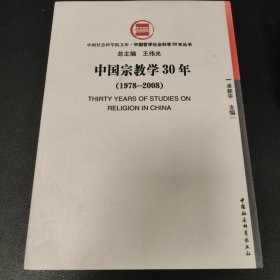 中国社会科学院文库·中国哲学社会科学30年丛书
总主编 王伟光
中国宗教学30年
(1978-2008)
THIRTY YEARS OF STUDIES ON
RELIGION IN CHINA
卓新平 主编
中国社会科学出版社